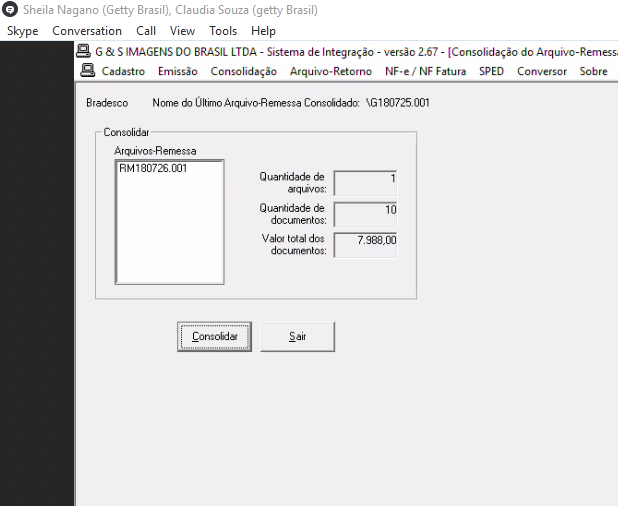 Sheila Nagano (Getty Brasil), Claudia Souza (getty Brasil)
Skype Conversation Call View Tools Help
G & S IMAGENS DO BRASIL LTDA - Sistema de Integração - versão 2.67 - [Consolidação do Arquivo-Remess
Cadastro Emissão Consolidação Arquivo-Retorno NF-e / NF Fatura SPED Conversor Sobre
Bradesco Nome do Último Arquivo-Remessa Consolidado: \G180725.001
Consolidar
Arquivos-Remessa
RM180726.001
Quantidade de
arquivos: 1
Quantidade de
documentos: 10
Valor total dos
documentos: 7.988,00
Consolidar Sair